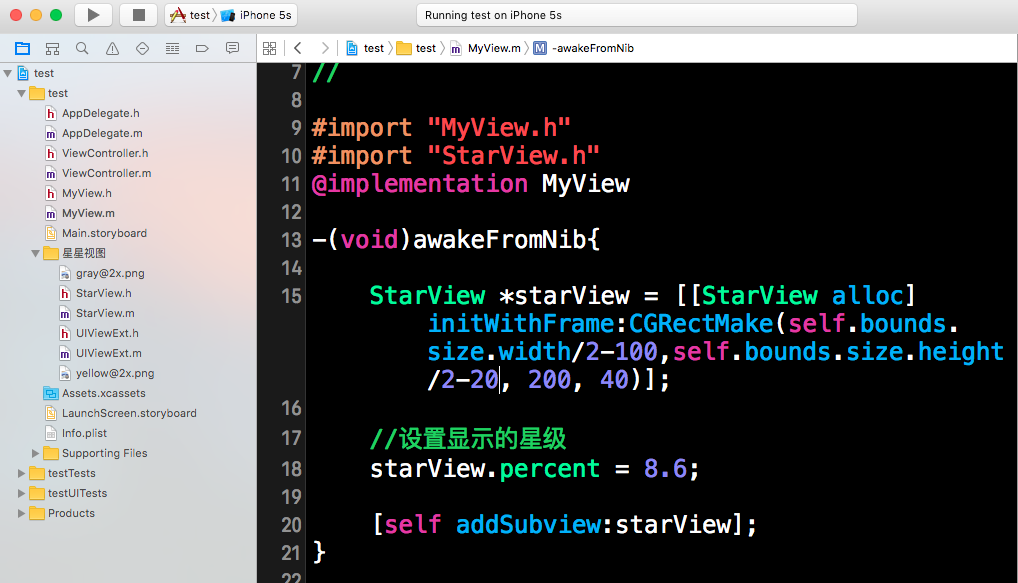 test
iPhone 5s
Running test on iPhone 5s
test
test
MyView.m
M
-awakeFromNib
test
test
h AppDelegate.h
m AppDelegate.m
h ViewController.h
m ViewController.m
h MyView.h
m MyView.m
Main.storyboard
星星视图
gray@2x.png
h StarView.h
m StarView.m
h UIViewExt.h
m UIViewExt.m
yellow@2x.png
Assets.xcassets
LaunchScreen.storyboard
Info.plist
Supporting Files
testTests
testUITests
Products
7 //
8
9 #import "MyView.h"
10 #import "StarView.h"
11 @implementation MyView
12
13 -(void)awakeFromNib{
14
15 StarView *starView = [[StarView alloc]
initWithFrame:CGRectMake(self.bounds.
size.width/2-100,self.bounds.size.height
/2-20, 200, 40)];
16
17 //设置显示的星级
18 starView.percent = 8.6;
19
20 [self addSubview:starView];
21 }
22